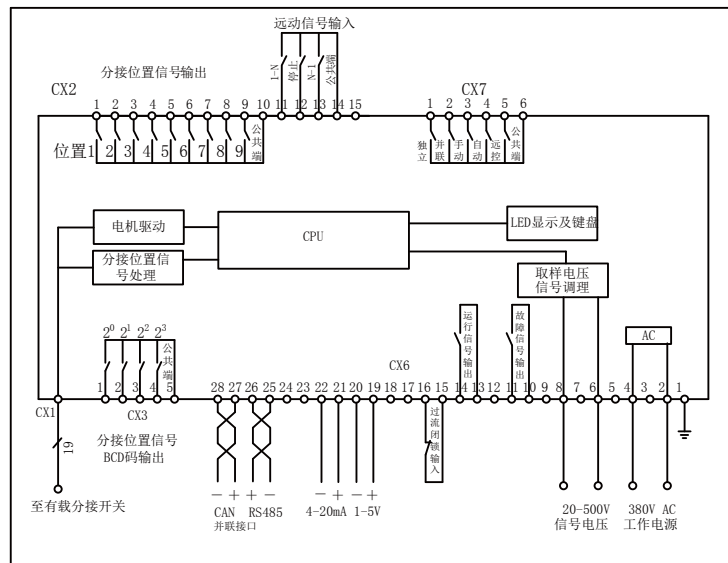 远动信号输入
CX2 分接位置信号输出 1-N 停止 N-1 公共端 CX7
1 2 3 4 5 6 7 8 9 10 11 12 13 14 15 1 2 3 4 5 6
位置1 2 3 4 5 6 7 8 9 公共端 独立 并联 手动 自动 远控 公共端
电机驱动 CPU LED显示及键盘
分接位置信
号处理
取样电压
信号调理
2⁰ 2¹ 2² 2³ 公共端 运行信号输出 故障信号输出 AC
CX6
1 2 3 4 5 28 27 26 25 24 23 22 21 20 19 18 17 16 15 14 13 12 11 10 9 8 7 6 5 4 3 2 1
CX1 CX3
19 分接位置信号
BCD码输出
过流闭锁输入
至有载分接开关
− + − + − + − +
CAN RS485 4-20mA 1-5V
并联接口
20-500V 380V AC
信号电压 工作电源